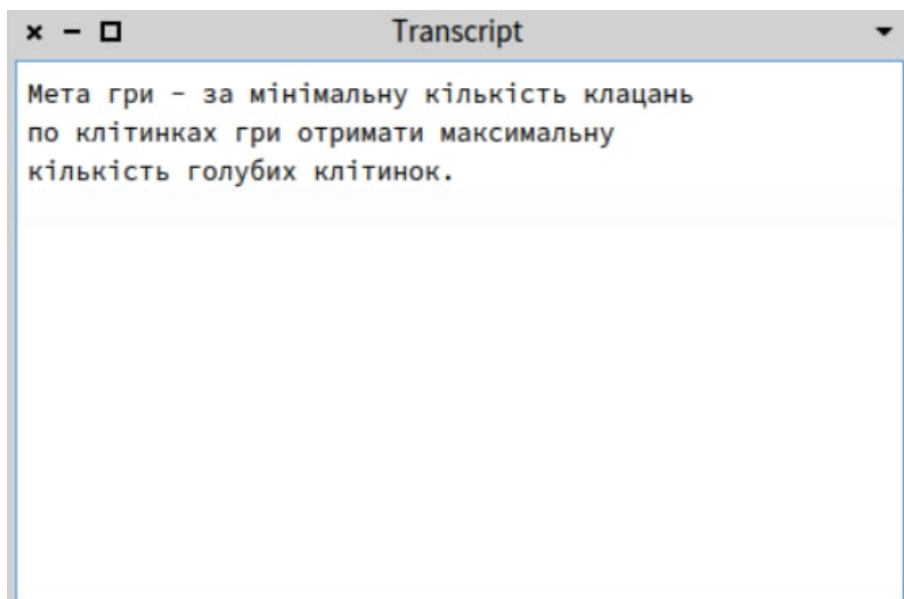 Transcript
Мета гри - за мінімальну кількість клацань
по клітинках гри отримати максимальну
кількість голубих клітинок.